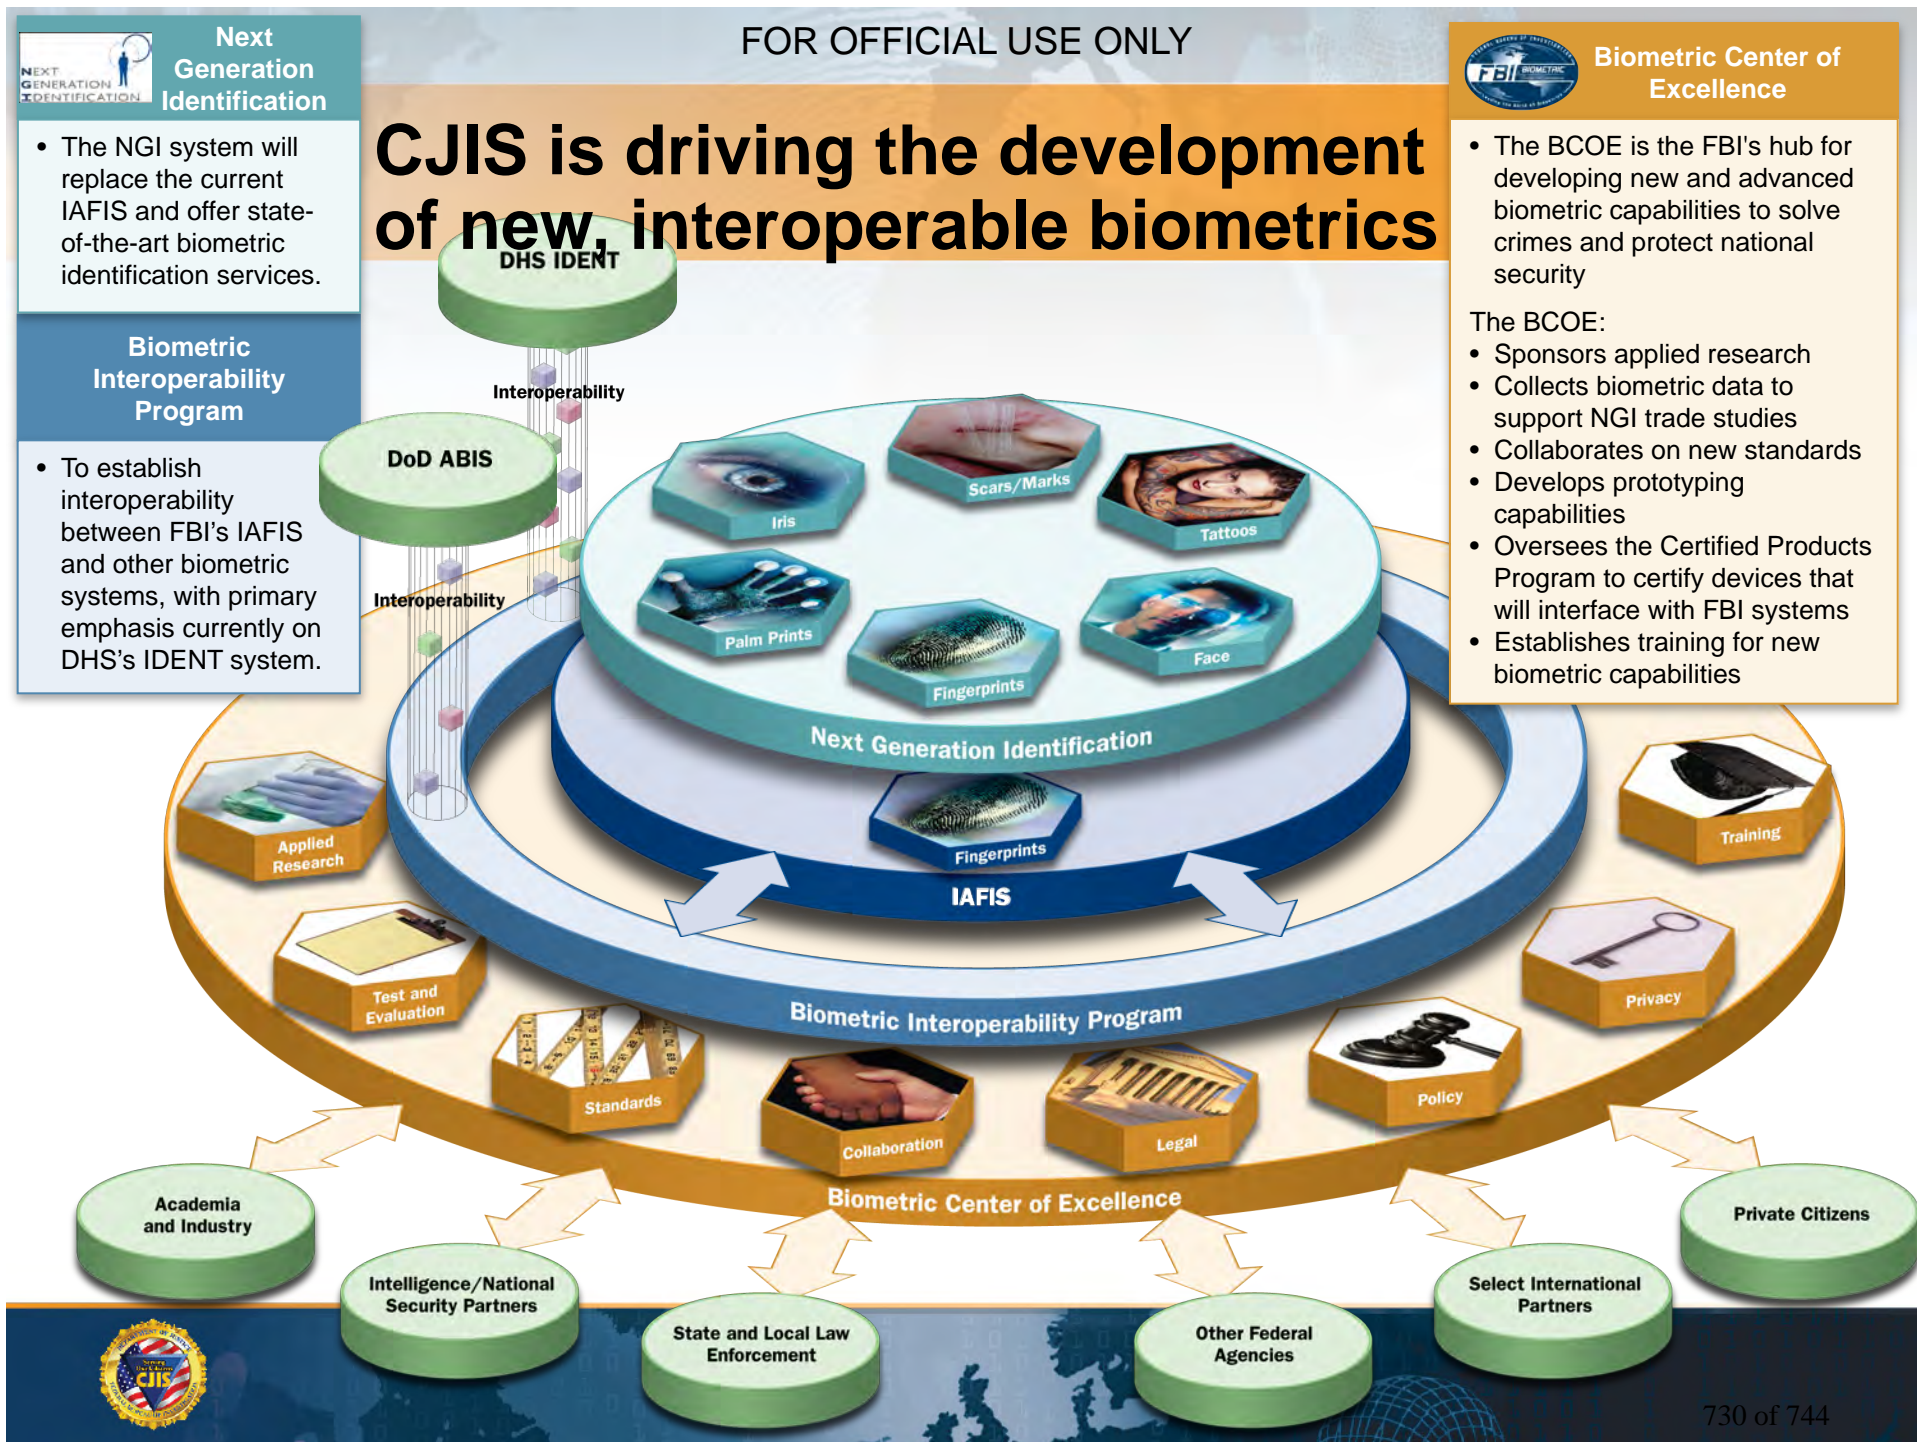 FOR OFFICIAL USE ONLY
CJIS is driving the development
of new, interoperable biometrics
NEXT
GENERATION
IDENTIFICATION
Next
Generation
Identification
• The NGI system will
replace the current
IAFIS and offer state-
of-the-art biometric
identification services.
Biometric
Interoperability
Program
• To establish
interoperability
between FBI’s IAFIS
and other biometric
systems, with primary
emphasis currently on
DHS’s IDENT system.
FBI BIOMETRIC
Biometric Center of
Excellence
• The BCOE is the FBI's hub for
developing new and advanced
biometric capabilities to solve
crimes and protect national
security
The BCOE:
• Sponsors applied research
• Collects biometric data to
support NGI trade studies
• Collaborates on new standards
• Develops prototyping
capabilities
• Oversees the Certified Products
Program to certify devices that
will interface with FBI systems
• Establishes training for new
biometric capabilities
DHS IDENT
Interoperability
DoD ABIS
Interoperability
Iris
Scars/Marks
Tattoos
Palm Prints
Fingerprints
Face
Next Generation Identification
Fingerprints
IAFIS
Biometric Interoperability Program
Applied
Research
Test and
Evaluation
Standards
Collaboration
Legal
Policy
Privacy
Training
Biometric Center of Excellence
Academia
and Industry
Intelligence/National
Security Partners
State and Local Law
Enforcement
Other Federal
Agencies
Select International
Partners
Private Citizens
CJIS
730 of 744